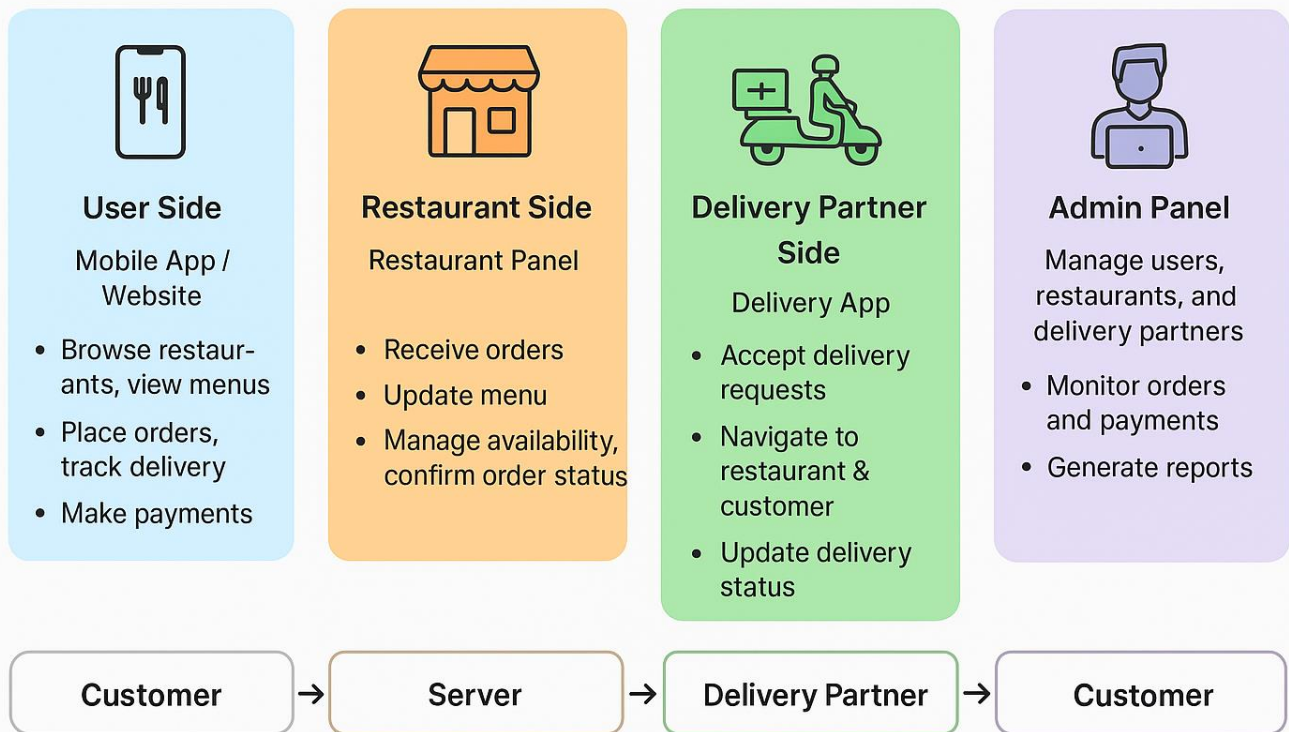 User Side
Mobile App /
Website
• Browse restaur-
ants, view menus
• Place orders,
track delivery
• Make payments
Restaurant Side
Restaurant Panel
• Receive orders
• Update menu
• Manage availability,
confirm order status
Delivery Partner
Side
Delivery App
• Accept delivery
requests
• Navigate to
restaurant &
customer
• Update delivery
status
Admin Panel
Manage users,
restaurants, and
delivery partners
• Monitor orders
and payments
• Generate reports
Customer
Server
Delivery Partner
Customer